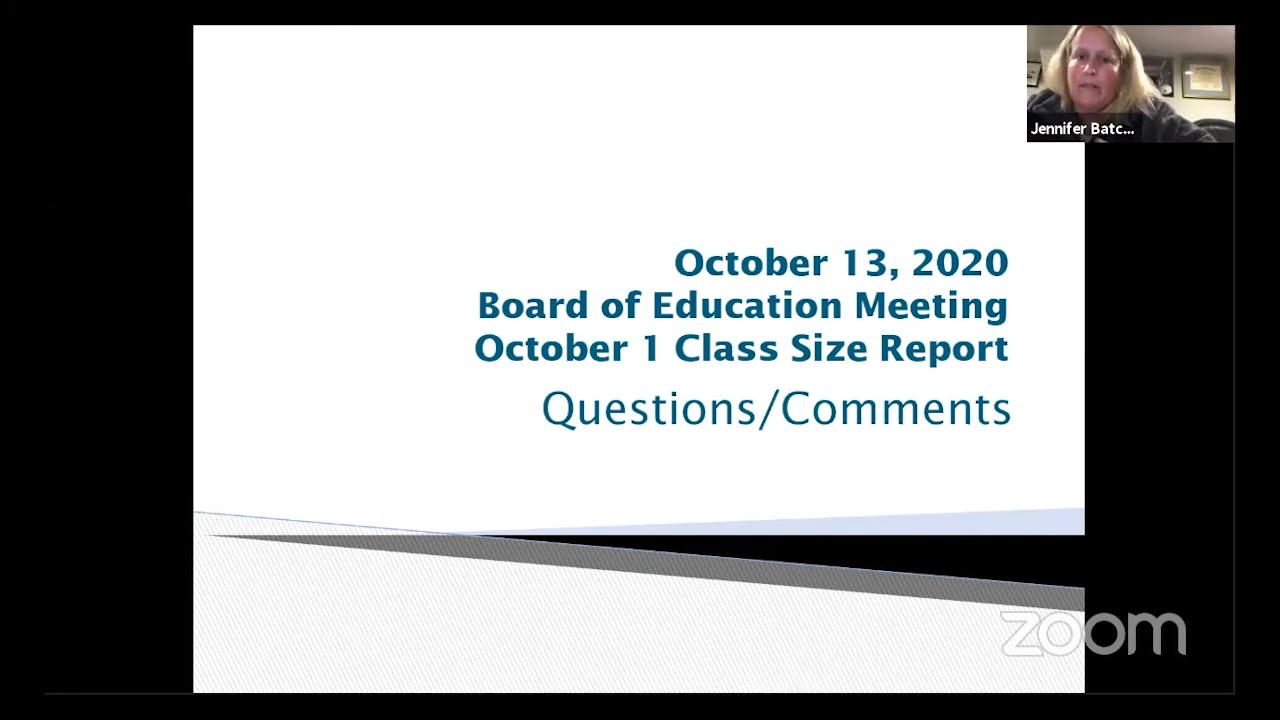 Jennifer Batc...
October 13, 2020
Board of Education Meeting
October 1 Class Size Report
Questions/Comments
zoom